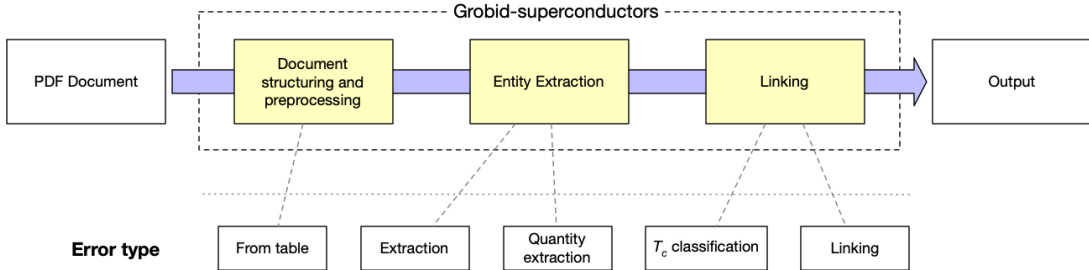 Grobid-superconductors
PDF Document
Document
structuring and
preprocessing
Entity Extraction
Linking
Output
Error type
From table
Extraction
Quantity
extraction
Tc classification
Linking